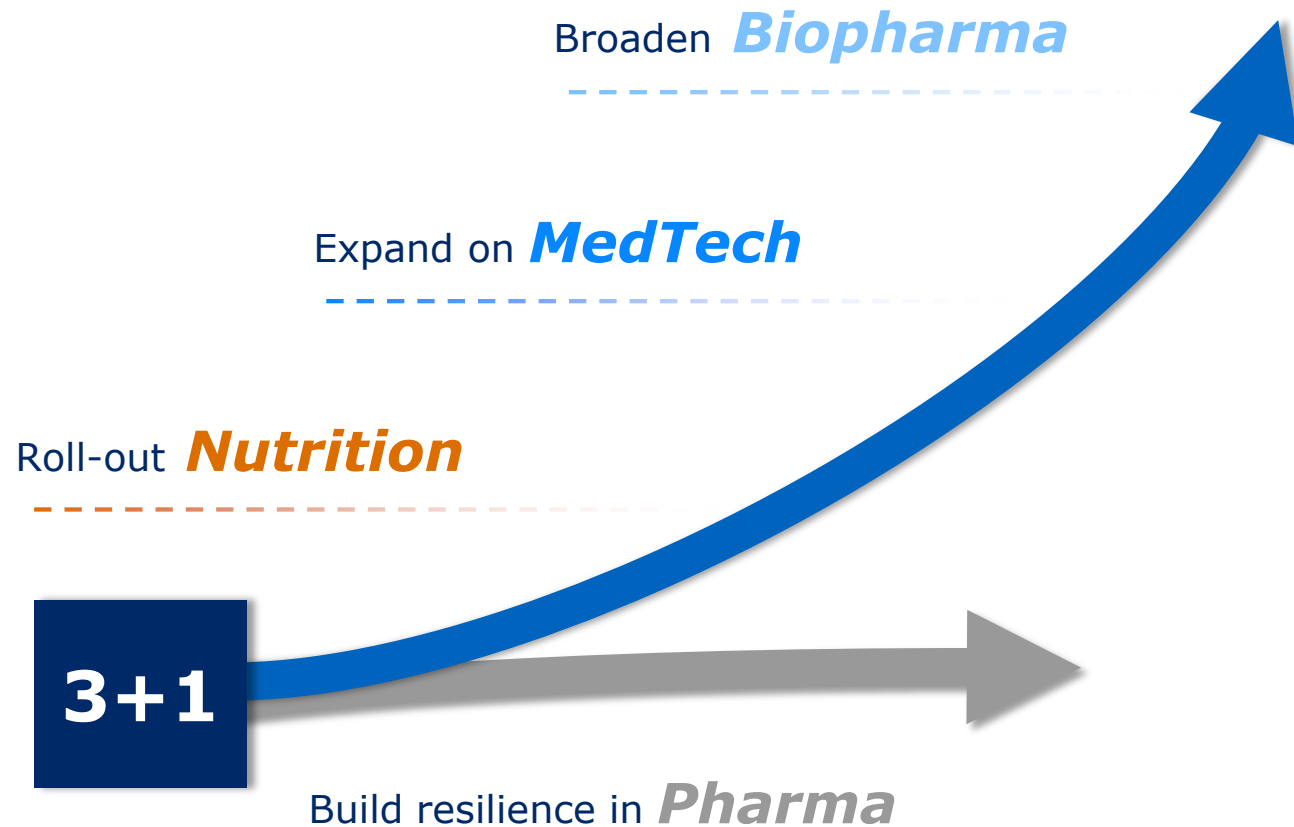 Broaden Biopharma
Expand on MedTech
Roll-out Nutrition
3+1
Build resilience in Pharma